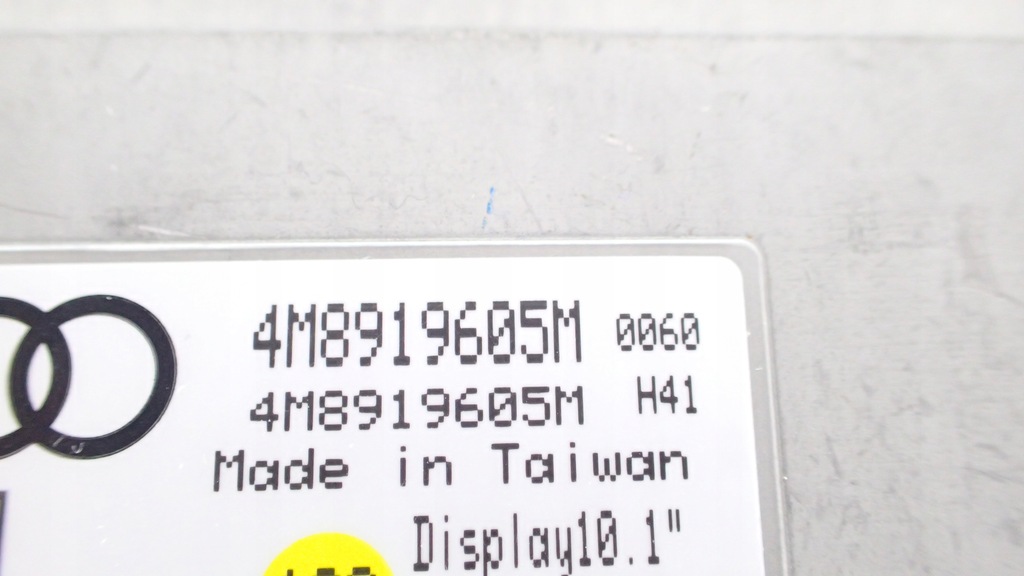 4M8919605M 0060
4M8919605M H41
Made in Taiwan
Display10.1"